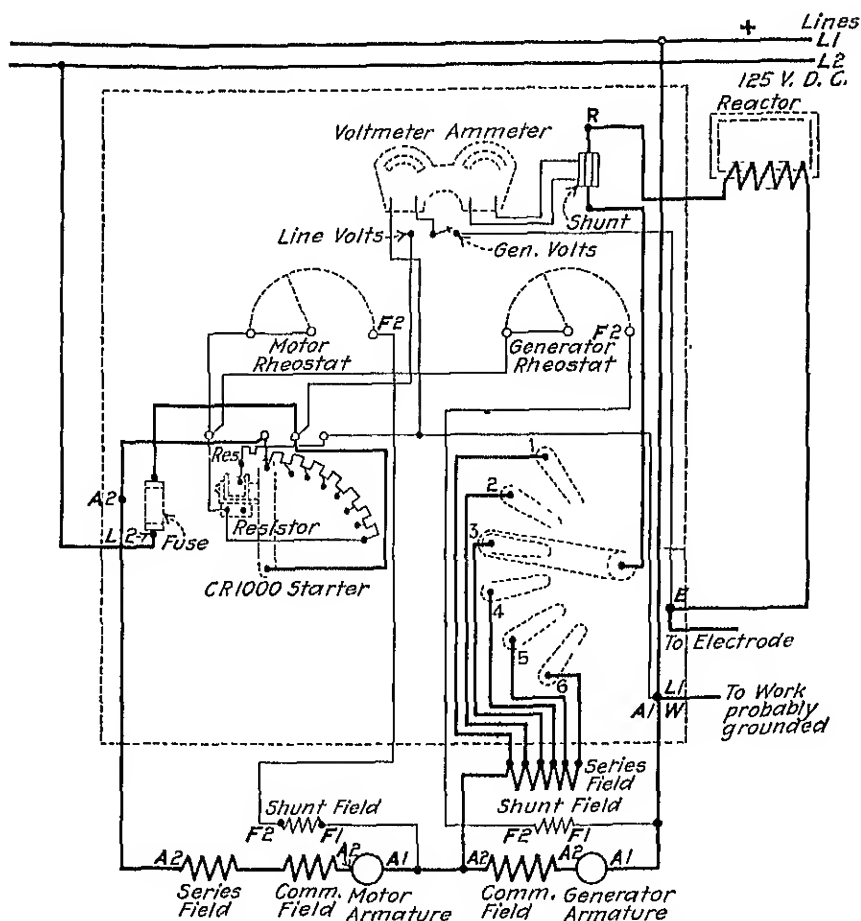 + Lines
L1
L2
125 V. D. C.
Reactor
R
Voltmeter Ammeter
Shunt
Line Volts
Gen. Volts
F2
F2
Motor
Rheostat
Generator
Rheostat
1
Res.
2
A2
Resistor
3
L2
Fuse
CR1000 Starter
4
E
To Electrode
5
6
L1
A1 W
To Work
probably
grounded
Series
Field
Shunt Field
Shunt Field
F2 F1
F2 F1
A2
A2 A1
A2
A2 A1
Series
Field
Comm.
Field
Motor
Armature
Comm.
Field
Generator
Armature